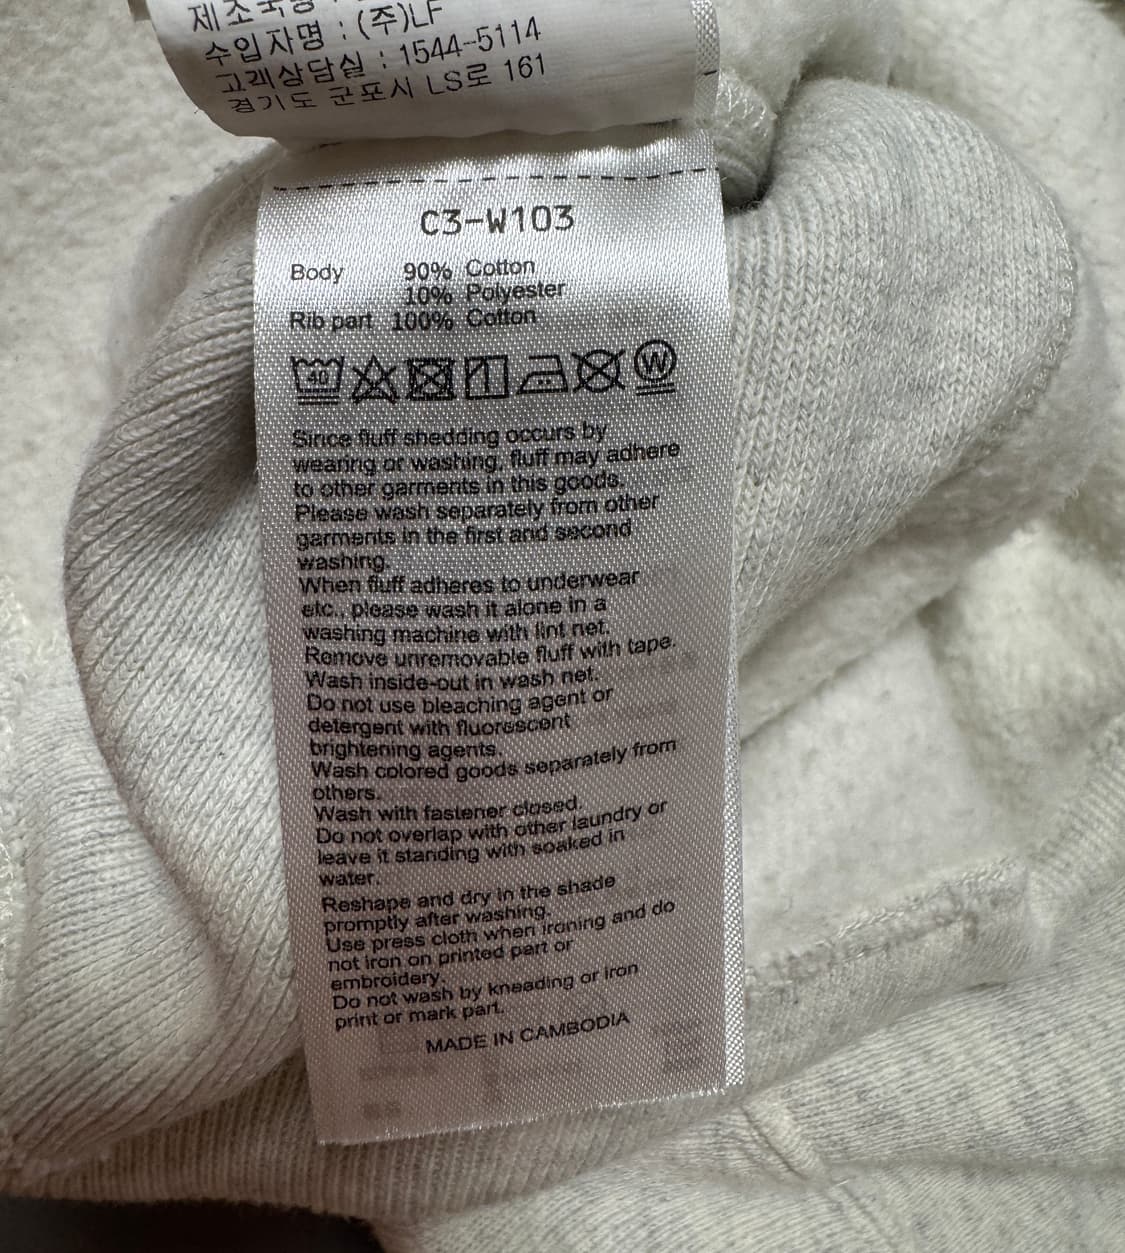 제조국명 :
수입자명 : (주)LF
고객상담실 : 1544-5114
경기도 군포시 LS로 161
C3-W103
Body 90% Cotton
10% Polyester
Rib part 100% Cotton
40 W
Since fluff shedding occurs by
wearing or washing, fluff may adhere
to other garments in this goods.
Please wash separately from other
garments in the first and second
washing.
When fluff adheres to underwear
etc., please wash it alone in a
washing machine with lint net.
Remove unremovable fluff with tape.
Wash inside-out in wash net.
Do not use bleaching agent or
detergent with fluorescent
brightening agents.
Wash colored goods separately from
others.
Wash with fastener closed.
Do not overlap with other laundry or
leave it standing with soaked in
water.
Reshape and dry in the shade
promptly after washing.
Use press cloth when ironing and do
not iron on printed part or
embroidery.
Do not wash by kneading or iron
print or mark part.
MADE IN CAMBODIA